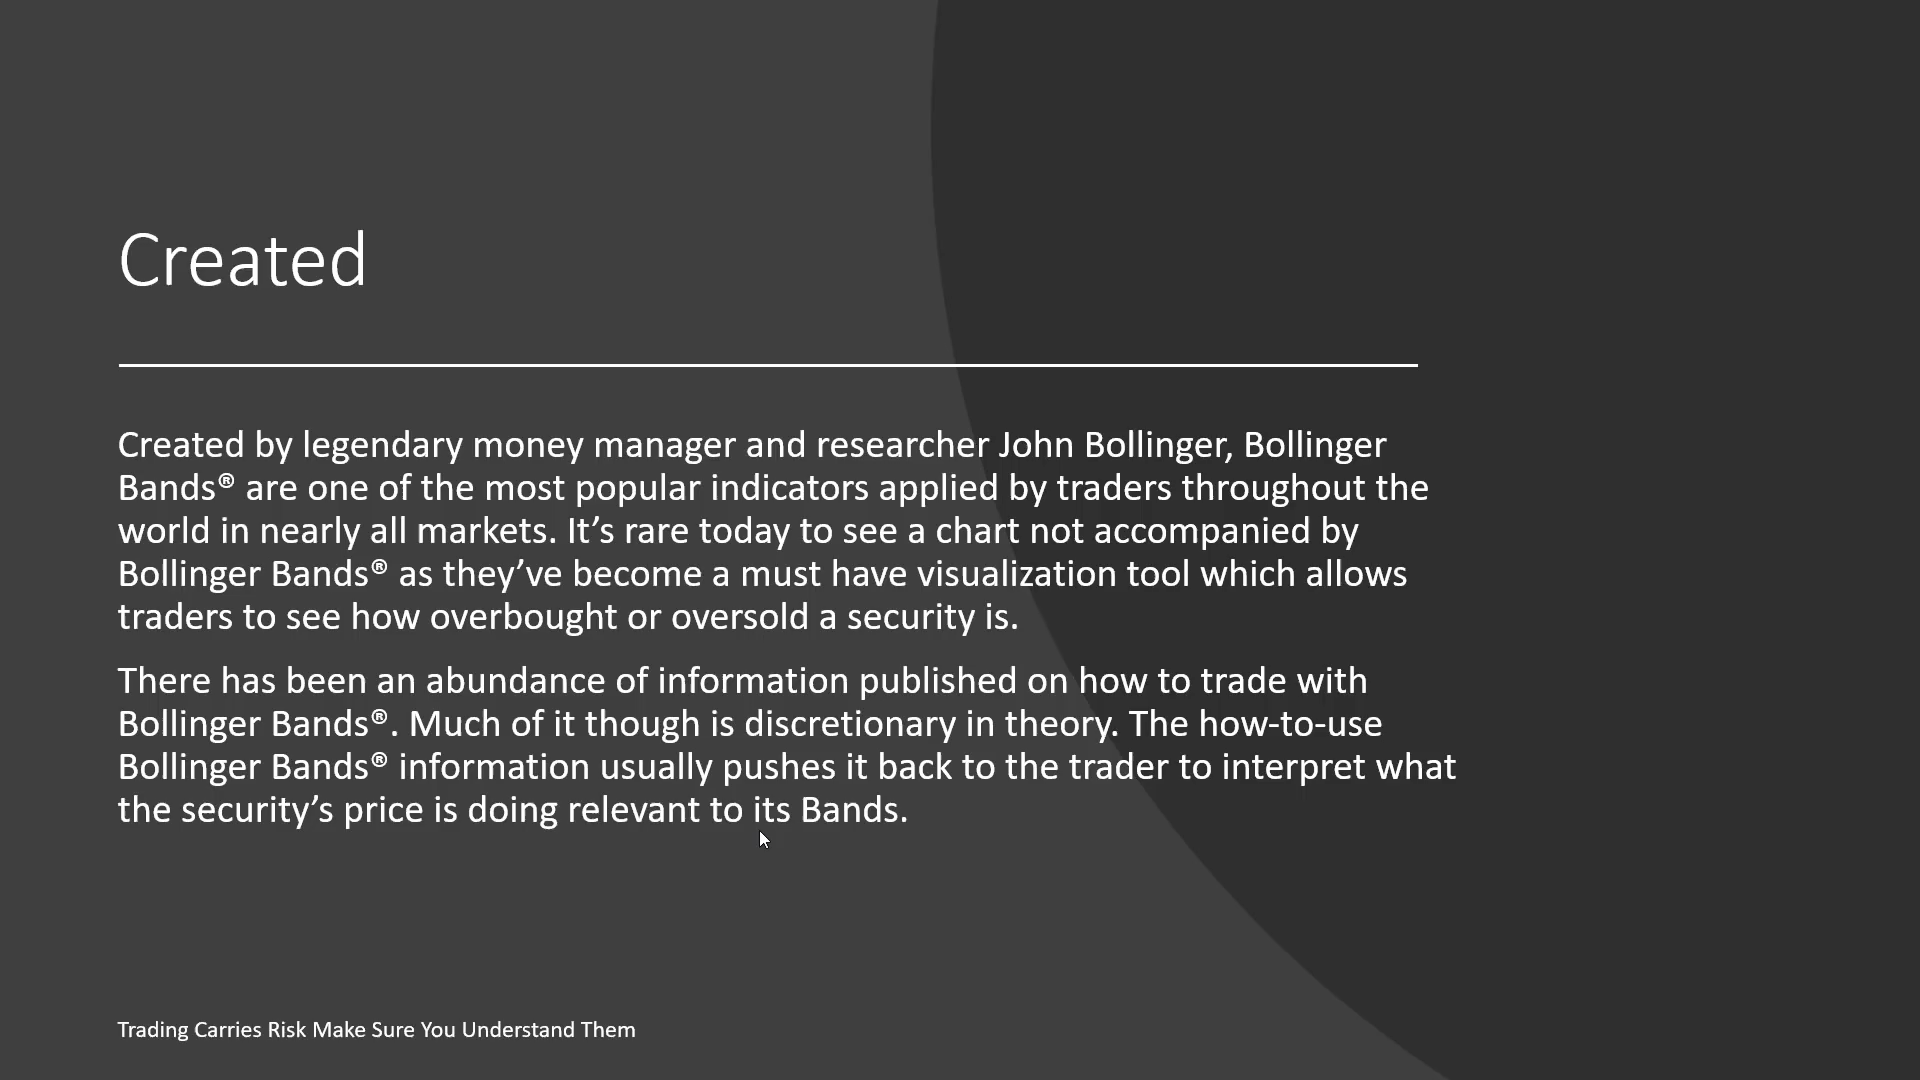 Created
Created by legendary money manager and researcher John Bollinger, Bollinger
Bands® are one of the most popular indicators applied by traders throughout the
world in nearly all markets. It’s rare today to see a chart not accompanied by
Bollinger Bands® as they’ve become a must have visualization tool which allows
traders to see how overbought or oversold a security is.
There has been an abundance of information published on how to trade with
Bollinger Bands®. Much of it though is discretionary in theory. The how-to-use
Bollinger Bands® information usually pushes it back to the trader to interpret what
the security’s price is doing relevant to its Bands.
Trading Carries Risk Make Sure You Understand Them